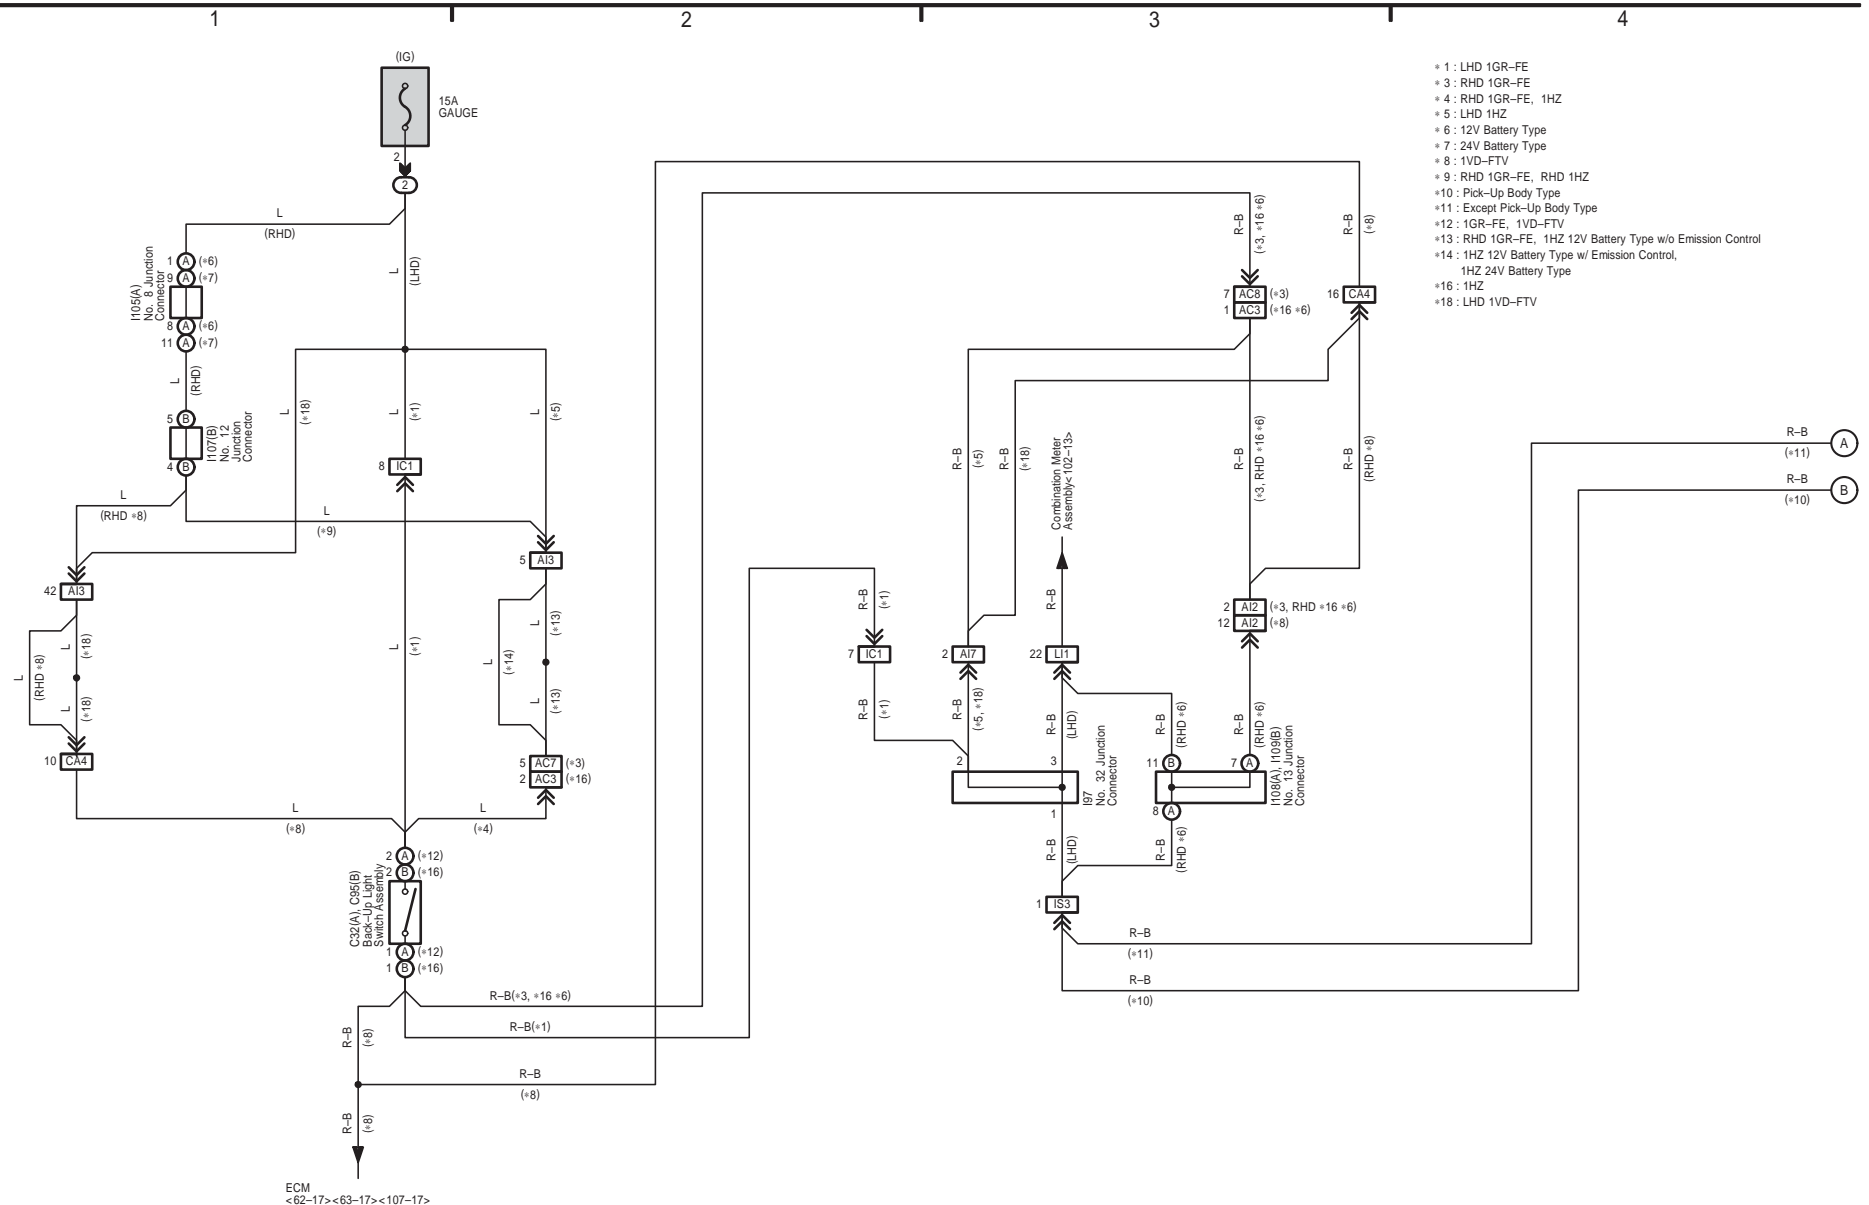 1
2
3
4
(IG)
15A
GAUGE
2
2
L
(RHD)
L
(LHD)
1 A (*6)
9 A (*7)
I105(A)
No. 8 Junction
Connector
8 A (*6)
11 A (*7)
L
(RHD)
5 B
I107(B)
No. 12
Junction
Connector
4 B
L
(*18)
L
(*1)
L
(*5)
8 IC1
L
(RHD *8)
L
(*9)
42 AI3
5 AI3
L
(RHD *8)
L
(*18)
L
(*18)
L
(*1)
L
(*14)
L
(*13)
L
(*13)
10 CA4
5 AC7 (*3)
2 AC3 (*16)
L
(*8)
L
(*4)
2 A (*12)
2 B (*16)
C32(A), C95(B)
Back–Up Light
Switch Assembly
1 A (*12)
1 B (*16)
R–B(*3, *16 *6)
R–B(*1)
R–B
(*8)
R–B
(*8)
R–B
(*8)
ECM
<62–17><63–17><107–17>
R–B
(*3, *16 *6)
R–B
(*8)
7 AC8 (*3)
1 AC3 (*16 *6)
16 CA4
R–B
(*5)
R–B
(*18)
Combination Meter
Assembly<102–13>
R–B
(*3, RHD *16 *6)
R–B
(RHD *8)
R–B
(*1)
R–B
2 AI2 (*3, RHD *16 *6)
12 AI2 (*8)
7 IC1
2 AI7
22 LI1
R–B
(*1)
R–B
(*5, *18)
R–B
(LHD)
R–B
(RHD *6)
R–B
(RHD *6)
2
3
1
I97
No. 32 Junction
Connector
11 B
7 A
8 A
I108(A), I109(B)
No. 13 Junction
Connector
R–B
(LHD)
R–B
(RHD *6)
1 IS3
R–B
(*11)
R–B
(*10)
R–B
(*11)
A
R–B
(*10)
B
* 1 : LHD 1GR–FE
* 3 : RHD 1GR–FE
* 4 : RHD 1GR–FE, 1HZ
* 5 : LHD 1HZ
* 6 : 12V Battery Type
* 7 : 24V Battery Type
* 8 : 1VD–FTV
* 9 : RHD 1GR–FE, RHD 1HZ
*10 : Pick–Up Body Type
*11 : Except Pick–Up Body Type
*12 : 1GR–FE, 1VD–FTV
*13 : RHD 1GR–FE, 1HZ 12V Battery Type w/o Emission Control
*14 : 1HZ 12V Battery Type w/ Emission Control,
1HZ 24V Battery Type
*16 : 1HZ
*18 : LHD 1VD–FTV